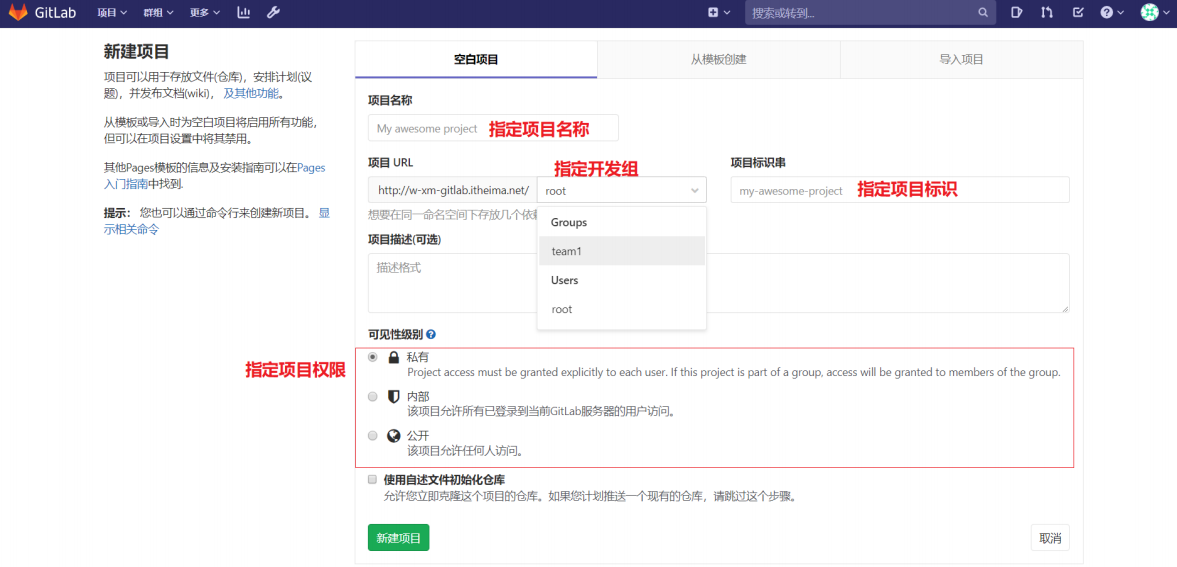 GitLab 项目 群组 更多 搜索或转到...
新建项目
项目可以用于存放文件(仓库)，安排计划(议
题)，并发布文档(wiki)， 及其他功能。
从模板或导入时为空白项目将启用所有功能，
但可以在项目设置中将其禁用。
其他Pages模板的信息及安装指南可以在Pages
入门指南中找到.
提示： 您也可以通过命令行来创建新项目。 显
示相关命令
空白项目 从模板创建 导入项目
项目名称
My awesome project 指定项目名称
项目 URL 指定开发组 项目标识串
http://w-xm-gitlab.itheima.net/ root my-awesome-project 指定项目标识
想要在同一命名空间下存放几个依
Groups
项目描述(可选)
team1
描述格式
Users
root
可见性级别
指定项目权限
私有
Project access must be granted explicitly to each user. If this project is part of a group, access will be granted to members of the group.
内部
该项目允许所有已登录到当前GitLab服务器的用户访问。
公开
该项目允许任何人访问。
使用自述文件初始化仓库
允许您立即克隆这个项目的仓库。如果您计划推送一个现有的仓库，请跳过这个步骤。
新建项目 取消